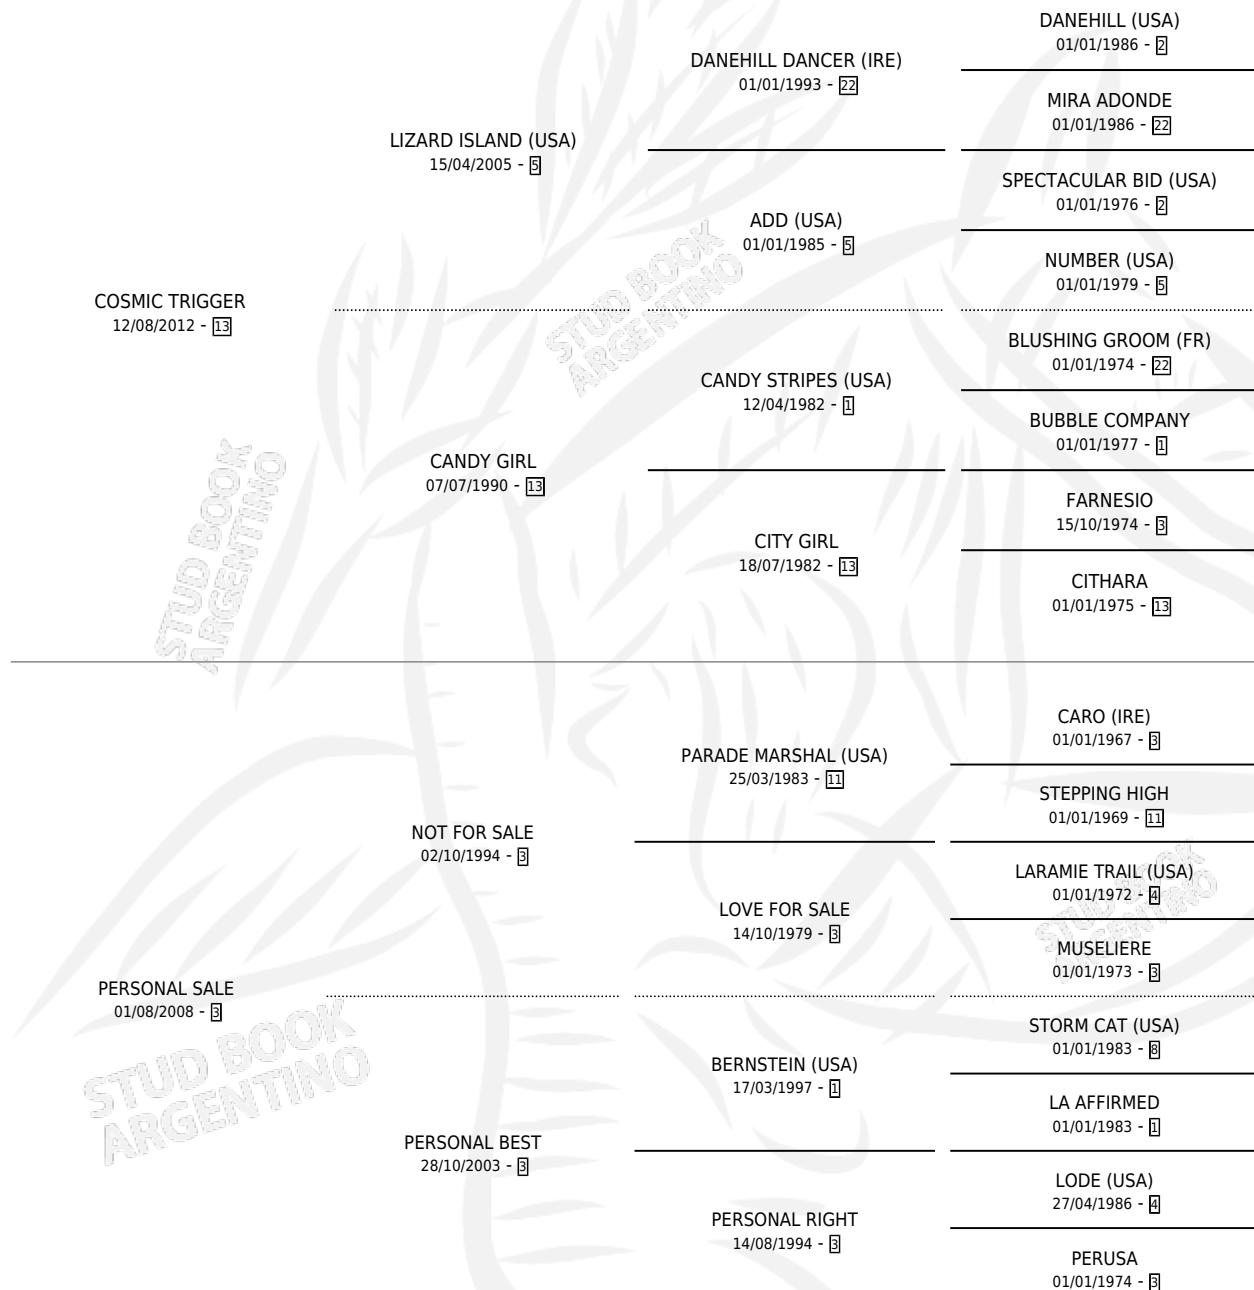 DANEHILL (USA)
01/01/1986 - 2
DANEHILL DANCER (IRE)
01/01/1993 - 22
MIRA ADONDE
01/01/1986 - 22
LIZARD ISLAND (USA)
15/04/2005 - 5
SPECTACULAR BID (USA)
01/01/1976 - 2
ADD (USA)
01/01/1985 - 5
NUMBER (USA)
01/01/1979 - 5
COSMIC TRIGGER
12/08/2012 - 13
BLUSHING GROOM (FR)
01/01/1974 - 22
CANDY STRIPES (USA)
12/04/1982 - 1
BUBBLE COMPANY
01/01/1977 - 1
CANDY GIRL
07/07/1990 - 13
FARNESIO
15/10/1974 - 3
CITY GIRL
18/07/1982 - 13
CITHARA
01/01/1975 - 13
CARO (IRE)
01/01/1967 - 3
PARADE MARSHAL (USA)
25/03/1983 - 11
STEPPING HIGH
01/01/1969 - 11
NOT FOR SALE
02/10/1994 - 3
LARAMIE TRAIL (USA)
01/01/1972 - 4
LOVE FOR SALE
14/10/1979 - 3
MUSELIERE
01/01/1973 - 3
PERSONAL SALE
01/08/2008 - 3
STORM CAT (USA)
01/01/1983 - 8
BERNSTEIN (USA)
17/03/1997 - 1
LA AFFIRMED
01/01/1983 - 1
PERSONAL BEST
28/10/2003 - 3
LODE (USA)
27/04/1986 - 4
PERSONAL RIGHT
14/08/1994 - 3
PERUSA
01/01/1974 - 3
STUD BOOK
ARGENTINO
STUD BOOK
ARGENTINO
STUD BOOK
ARGENTINO
STUD BOOK
ARGENTINO